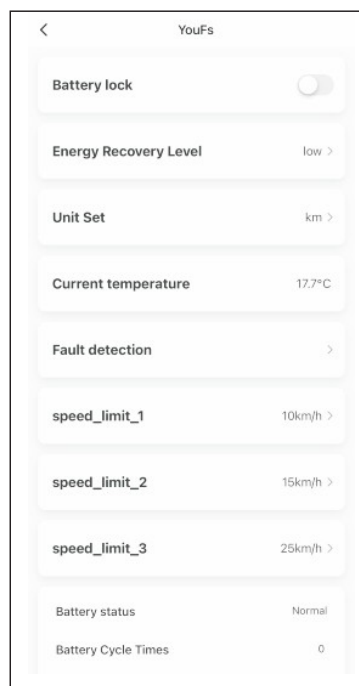 YouFs
Battery lock
Energy Recovery Level low
Unit Set km
Current temperature 17.7°C
Fault detection
speed_limit_1 10km/h
speed_limit_2 15km/h
speed_limit_3 25km/h
Battery status Normal
Battery Cycle Times 0